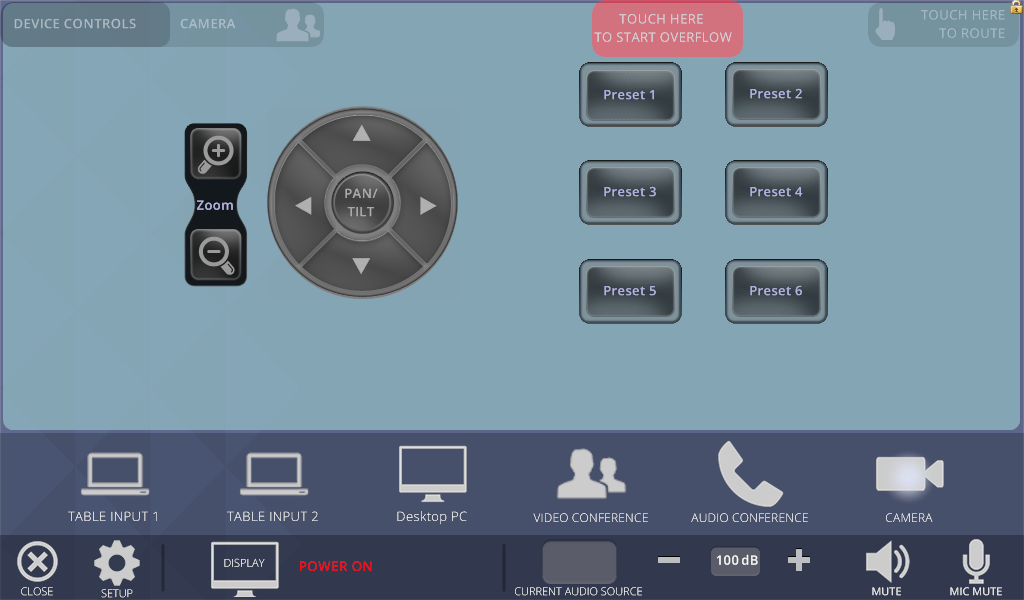 DEVICE CONTROLS
CAMERA
TOUCH HERE
TO START OVERFLOW
TOUCH HERE
TO ROUTE
Preset 1
Preset 2
Zoom
PAN/
TILT
Preset 3
Preset 4
Preset 5
Preset 6
TABLE INPUT 1
TABLE INPUT 2
Desktop PC
VIDEO CONFERENCE
AUDIO CONFERENCE
CAMERA
CLOSE
SETUP
DISPLAY
POWER ON
CURRENT AUDIO SOURCE
100 dB
MUTE
MIC MUTE